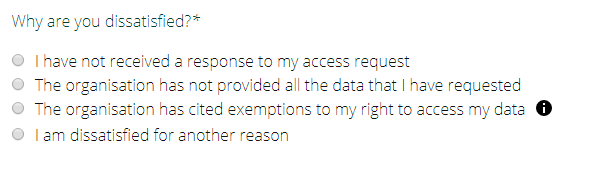 Why are you dissatisfied?*
I have not received a response to my access request
The organisation has not provided all the data that I have requested
The organisation has cited exemptions to my right to access my data i
I am dissatisfied for another reason